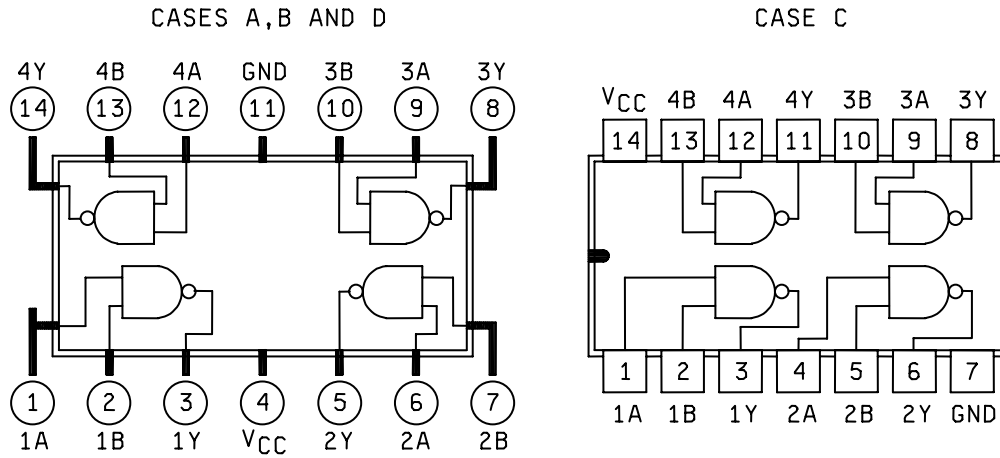 CASES A,B AND D
4Y 4B 4A GND 3B 3A 3Y
14 13 12 11 10 9 8
1 2 3 4 5 6 7
1A 1B 1Y VCC 2Y 2A 2B
CASE C
VCC 4B 4A 4Y 3B 3A 3Y
14 13 12 11 10 9 8
1 2 3 4 5 6 7
1A 1B 1Y 2A 2B 2Y GND